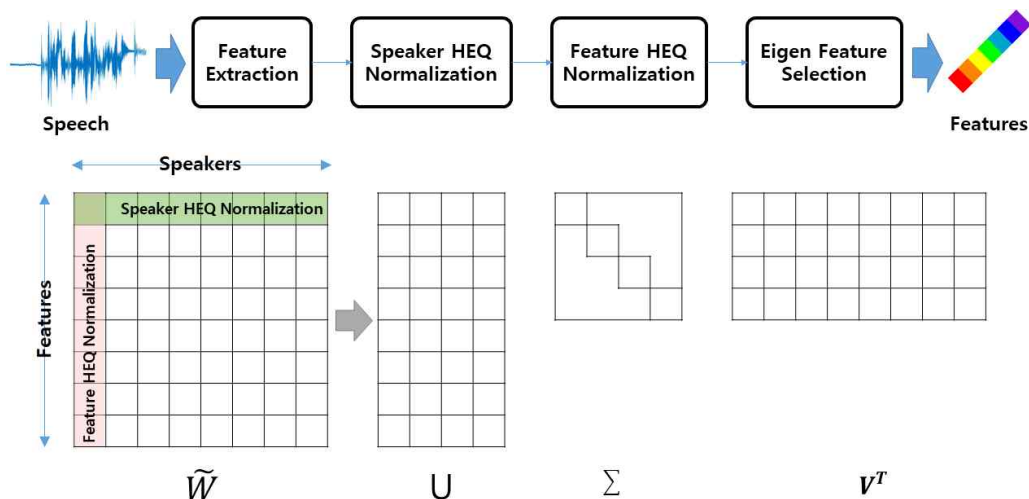 Feature
Extraction
Speaker HEQ
Normalization
Feature HEQ
Normalization
Eigen Feature
Selection
Speech
Features
Speakers
Speaker HEQ Normalization
Features
Feature HEQ Normalization
W̃
U
Σ
V^T